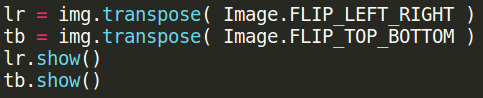 lr = img.transpose( Image.FLIP_LEFT_RIGHT )
tb = img.transpose( Image.FLIP_TOP_BOTTOM )
lr.show()
tb.show()